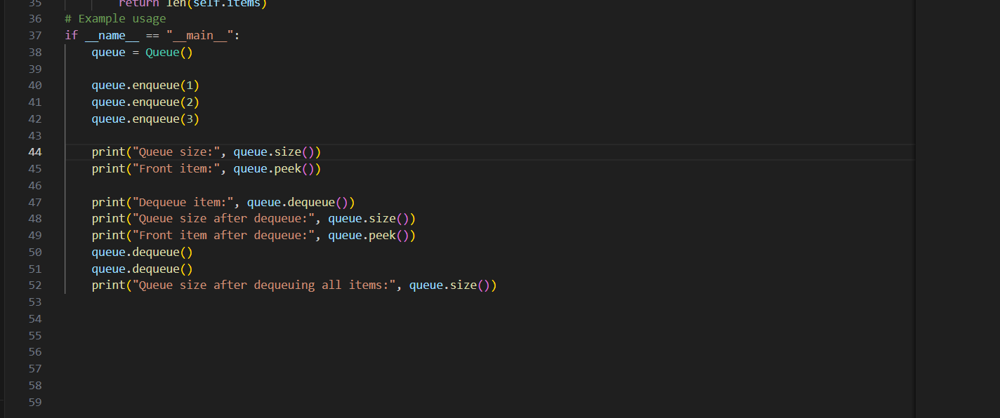 35 return len(self.items)
36 # Example usage
37 if __name__ == "__main__":
38 queue = Queue()
39
40 queue.enqueue(1)
41 queue.enqueue(2)
42 queue.enqueue(3)
43
44 print("Queue size:", queue.size())
45 print("Front item:", queue.peek())
46
47 print("Dequeue item:", queue.dequeue())
48 print("Queue size after dequeue:", queue.size())
49 print("Front item after dequeue:", queue.peek())
50 queue.dequeue()
51 queue.dequeue()
52 print("Queue size after dequeuing all items:", queue.size())
53
54
55
56
57
58
59